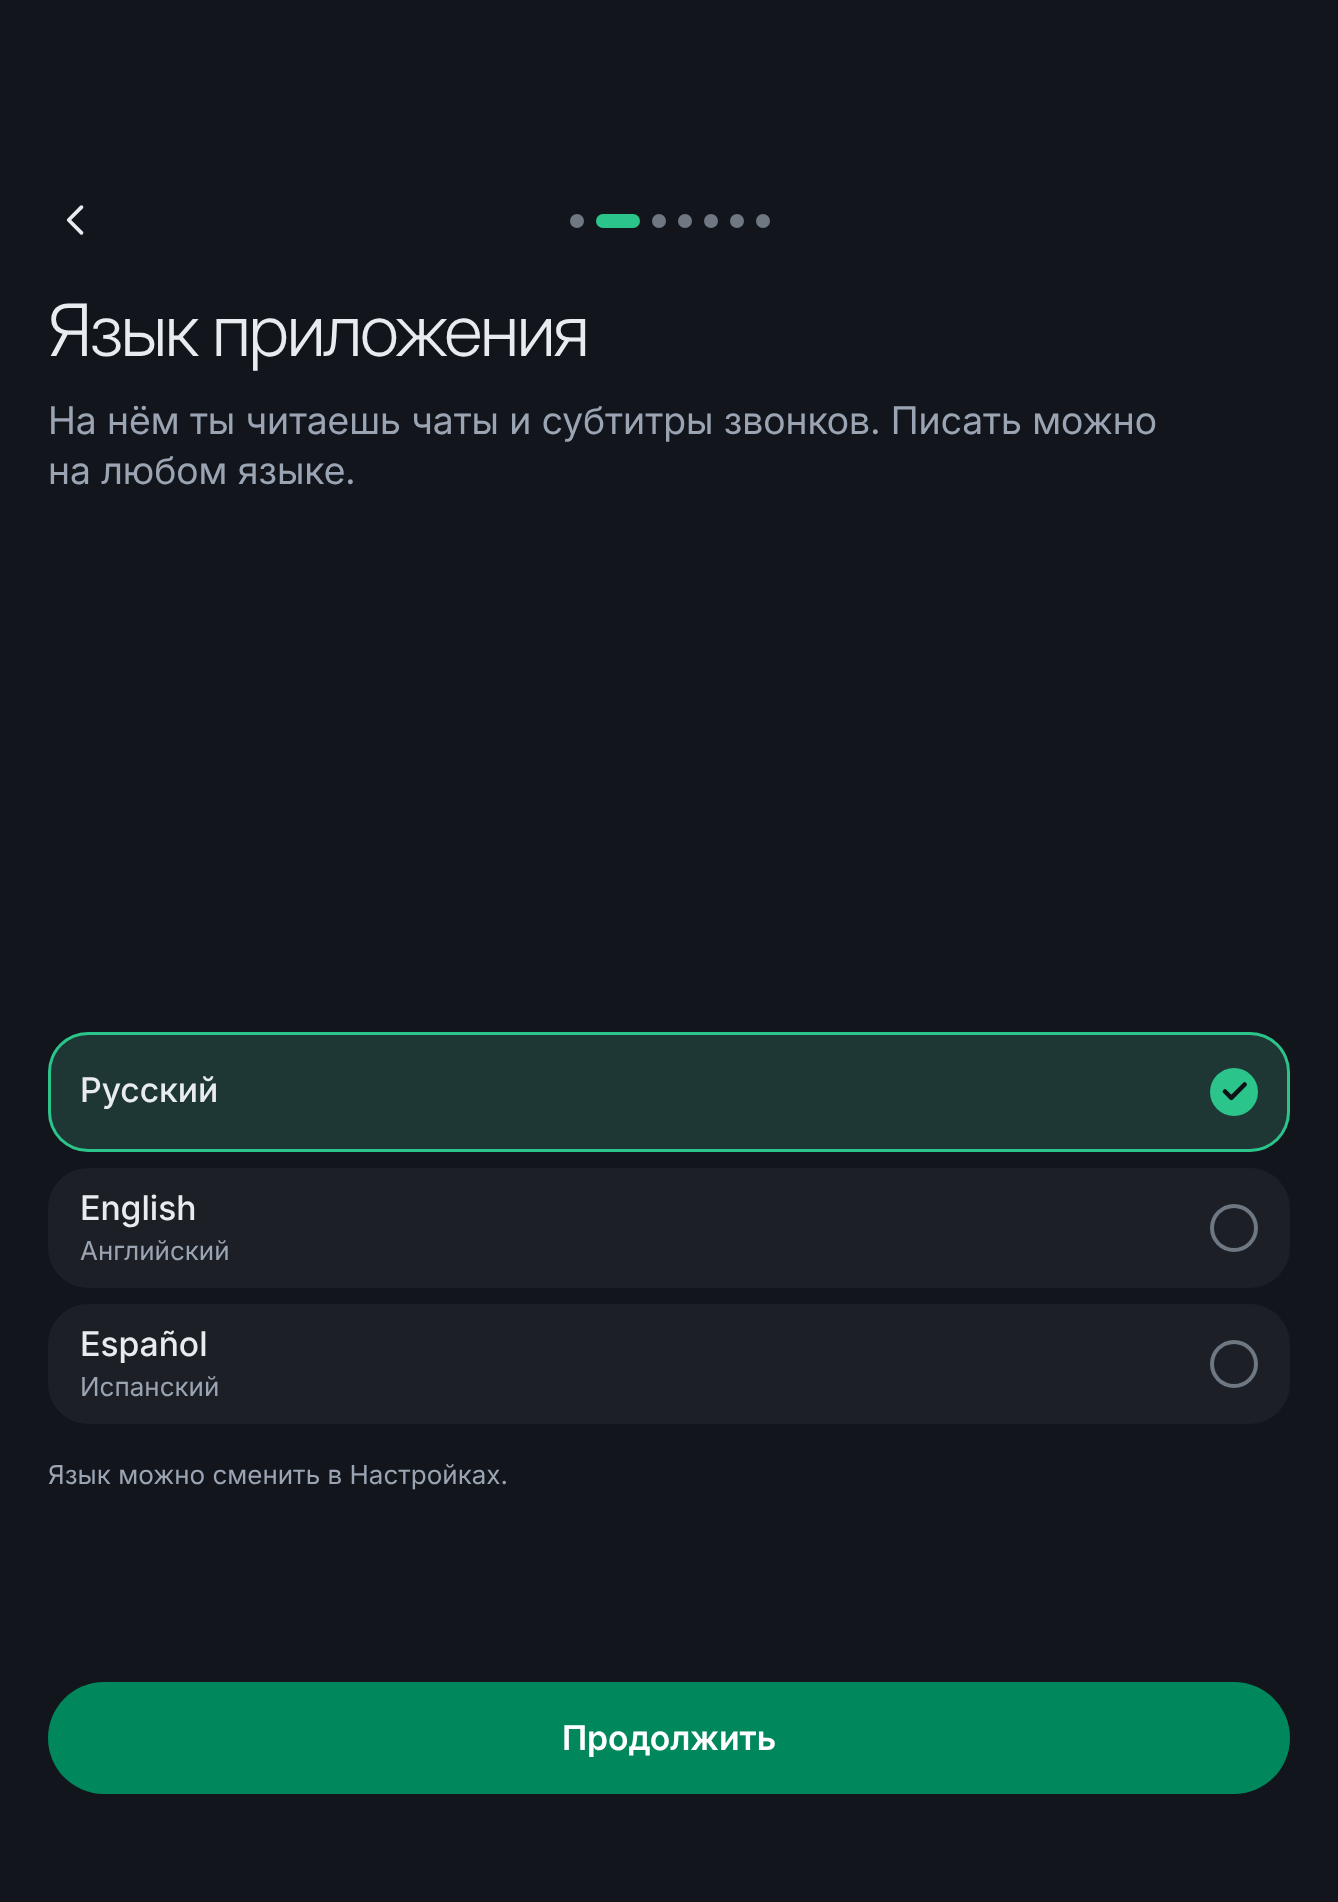 Язык приложения
На нём ты читаешь чаты и субтитры звонков. Писать можно
на любом языке.
Русский
English
Английский
Español
Испанский
Язык можно сменить в Настройках.
Продолжить